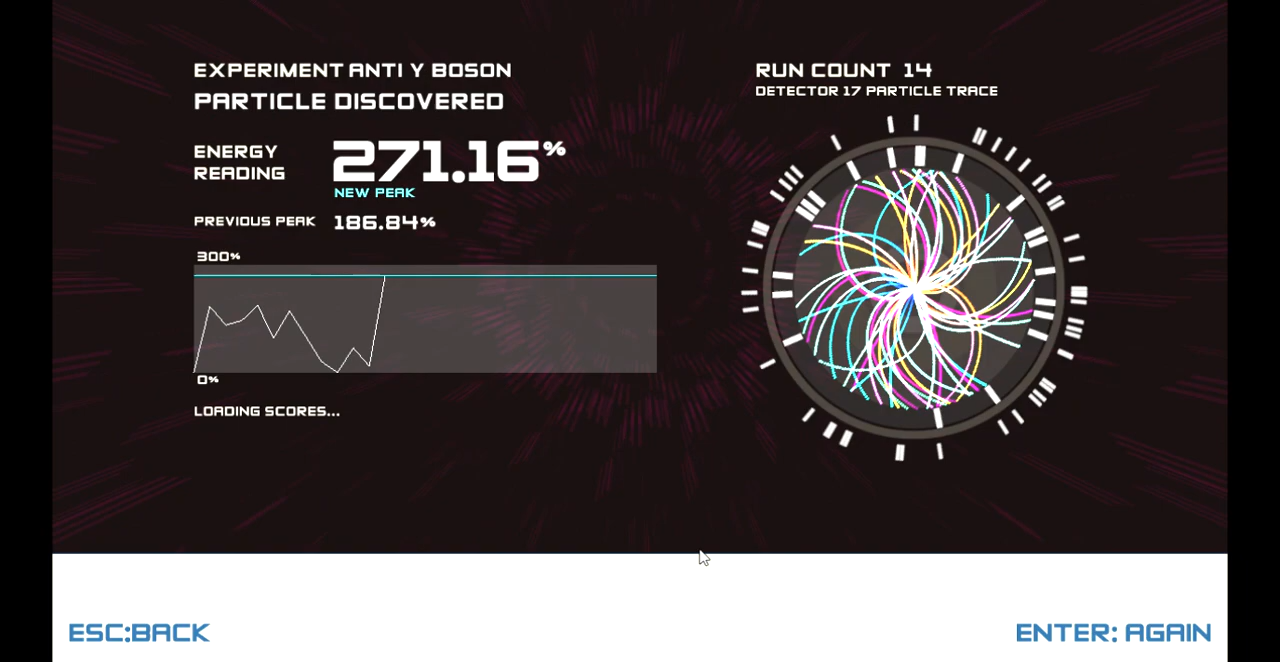 EXPERIMENT ANTI Y BOSON
PARTICLE DISCOVERED
ENERGY READING 271.16%
NEW PEAK
PREVIOUS PEAK 186.84%
300%
0%
LOADING SCORES...
RUN COUNT 14
DETECTOR 17 PARTICLE TRACE
ESC:BACK
ENTER: AGAIN